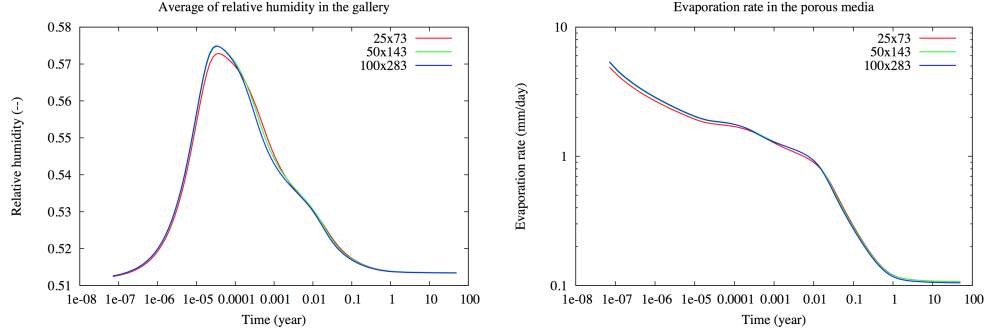 Average of relative humidity in the gallery
0.58
0.57
0.56
0.55
0.54
0.53
0.52
0.51
Relative humidity (--)
25x73
50x143
100x283
1e-08 1e-07 1e-06 1e-05 0.0001 0.001 0.01 0.1 1 10 100
Time (year)
Evaporation rate in the porous media
10
1
0.1
Evaporation rate (mm/day)
25x73
50x143
100x283
1e-08 1e-07 1e-06 1e-05 0.0001 0.001 0.01 0.1 1 10 100
Time (year)